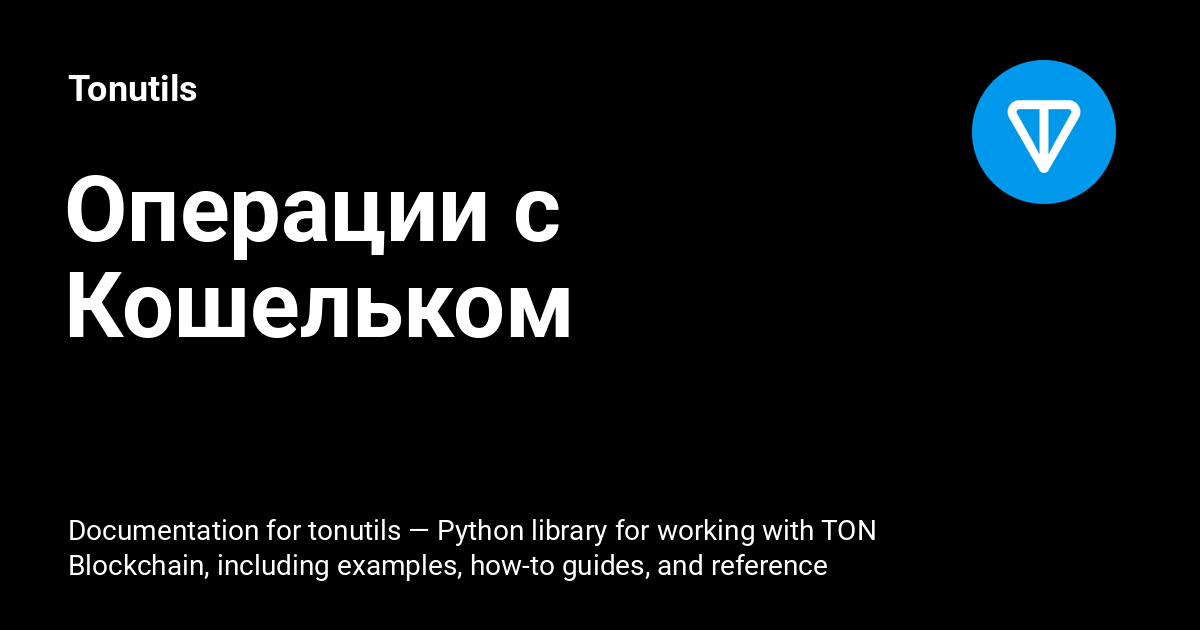 Tonutils
Операции с
Кошельком
Documentation for tonutils — Python library for working with TON
Blockchain, including examples, how-to guides, and reference